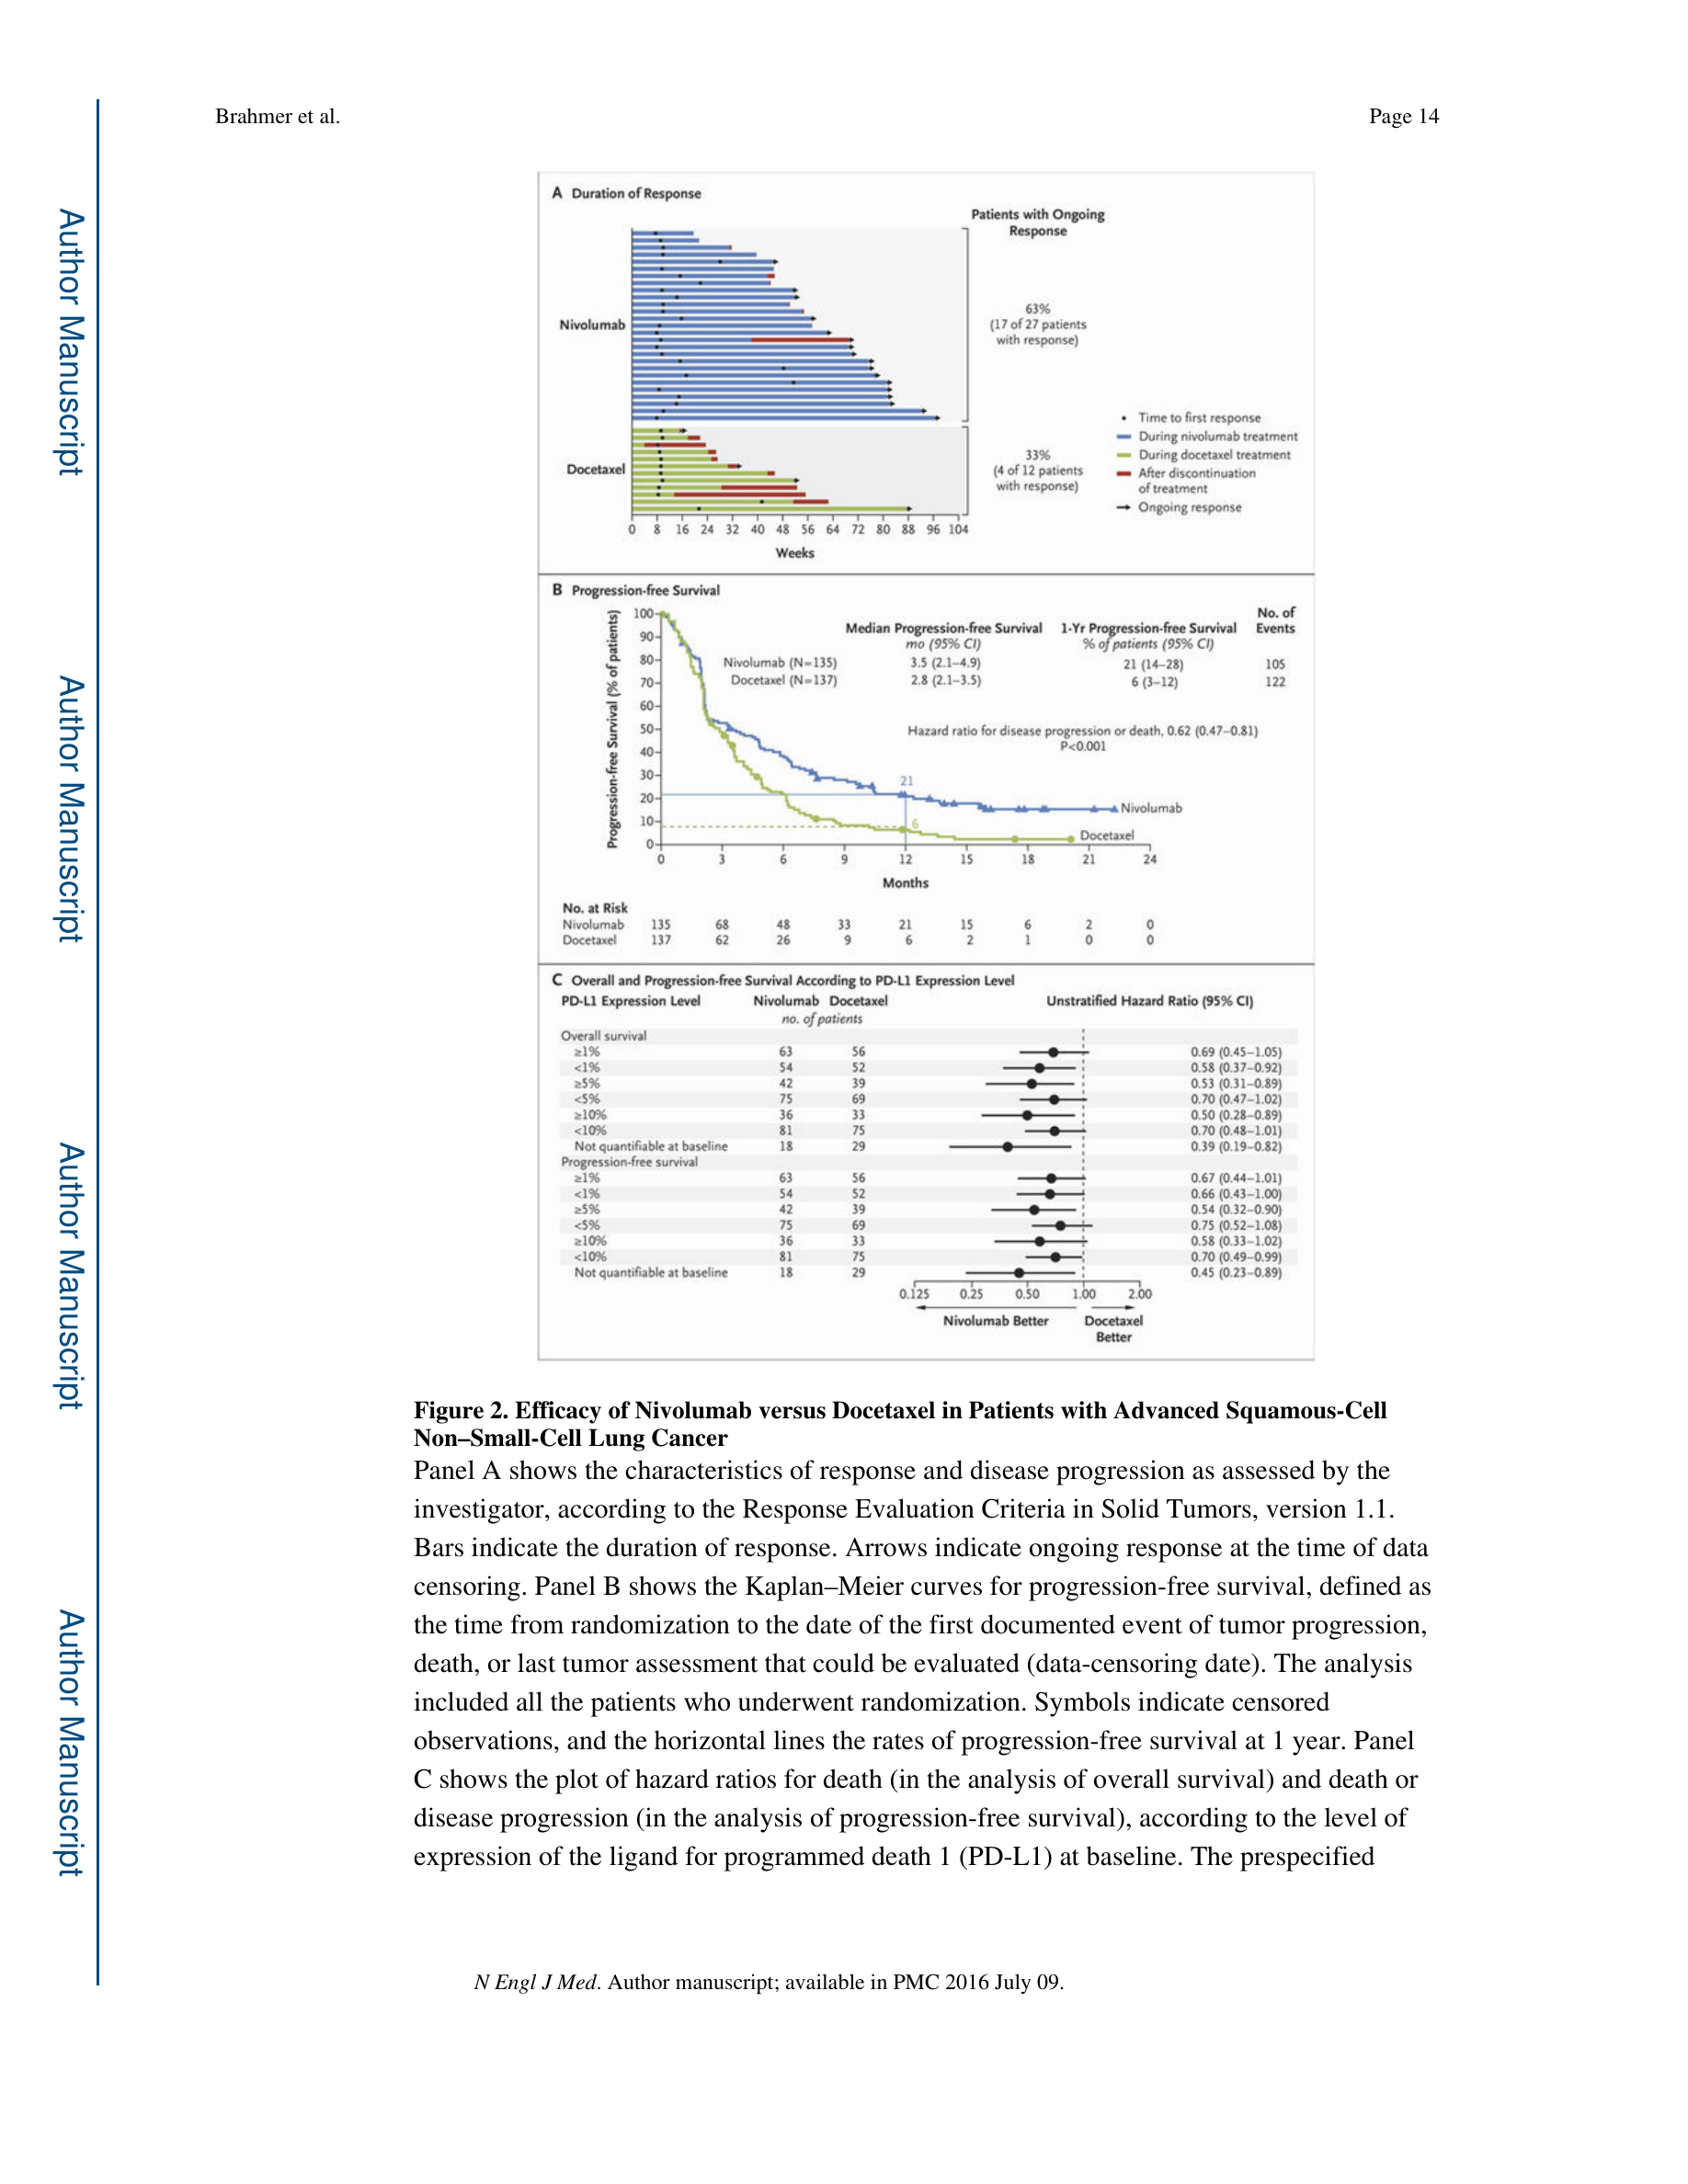 Brahmer et al. Page 14
Author Manuscript
Author Manuscript
Author Manuscript
Author Manuscript
A Duration of Response
Patients with Ongoing
Response
Nivolumab
63%
(17 of 27 patients
with response)
Docetaxel
33%
(4 of 12 patients
with response)
Time to first response
During nivolumab treatment
During docetaxel treatment
After discontinuation
of treatment
Ongoing response
0 8 16 24 32 40 48 56 64 72 80 88 96 104
Weeks
B Progression-free Survival
Progression-free Survival (% of patients)
100
90
80
70
60
50
40
30
20
10
0
No. of
Median Progression-free Survival 1-Yr Progression-free Survival Events
mo (95% CI) % of patients (95% CI)
Nivolumab (N=135) 3.5 (2.1–4.9) 21 (14–28) 105
Docetaxel (N=137) 2.8 (2.1–3.5) 6 (3–12) 122
Hazard ratio for disease progression or death, 0.62 (0.47–0.81)
P<0.001
21
Nivolumab
6
Docetaxel
0 3 6 9 12 15 18 21 24
Months
No. at Risk
Nivolumab 135 68 48 33 21 15 6 2 0
Docetaxel 137 62 26 9 6 2 1 0 0
C Overall and Progression-free Survival According to PD-L1 Expression Level
PD-L1 Expression Level Nivolumab Docetaxel Unstratified Hazard Ratio (95% CI)
no. of patients
Overall survival
≥1% 63 56 0.69 (0.45–1.05)
<1% 54 52 0.58 (0.37–0.92)
≥5% 42 39 0.53 (0.31–0.89)
<5% 75 69 0.70 (0.47–1.02)
≥10% 36 33 0.50 (0.28–0.89)
<10% 81 75 0.70 (0.48–1.01)
Not quantifiable at baseline 18 29 0.39 (0.19–0.82)
Progression-free survival
≥1% 63 56 0.67 (0.44–1.01)
<1% 54 52 0.66 (0.43–1.00)
≥5% 42 39 0.54 (0.32–0.90)
<5% 75 69 0.75 (0.52–1.08)
≥10% 36 33 0.58 (0.33–1.02)
<10% 81 75 0.70 (0.49–0.99)
Not quantifiable at baseline 18 29 0.45 (0.23–0.89)
0.125 0.25 0.50 1.00 2.00
Nivolumab Better Docetaxel
Better
Figure 2. Efficacy of Nivolumab versus Docetaxel in Patients with Advanced Squamous-Cell
Non–Small-Cell Lung Cancer
Panel A shows the characteristics of response and disease progression as assessed by the
investigator, according to the Response Evaluation Criteria in Solid Tumors, version 1.1.
Bars indicate the duration of response. Arrows indicate ongoing response at the time of data
censoring. Panel B shows the Kaplan–Meier curves for progression-free survival, defined as
the time from randomization to the date of the first documented event of tumor progression,
death, or last tumor assessment that could be evaluated (data-censoring date). The analysis
included all the patients who underwent randomization. Symbols indicate censored
observations, and the horizontal lines the rates of progression-free survival at 1 year. Panel
C shows the plot of hazard ratios for death (in the analysis of overall survival) and death or
disease progression (in the analysis of progression-free survival), according to the level of
expression of the ligand for programmed death 1 (PD-L1) at baseline. The prespecified
N Engl J Med. Author manuscript; available in PMC 2016 July 09.